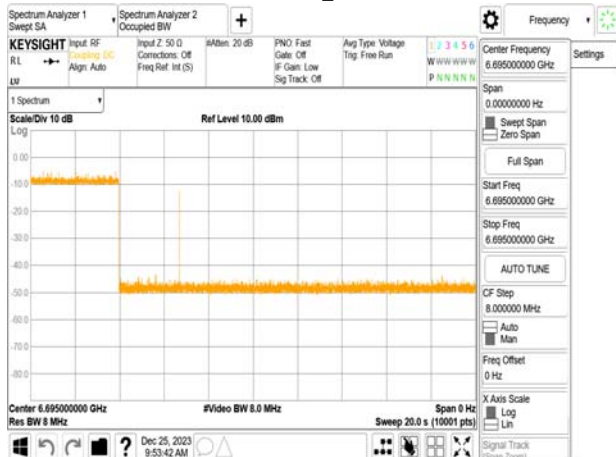 Spectrum Analyzer 1
Swept SA
Spectrum Analyzer 2
Occupied BW
+
Frequency
KEYSIGHT
RL
LXI
Input: RF
Coupling: DC
Align: Auto
Input Z: 50 Ω
Corrections: Off
Freq Ref: Int (S)
#Atten: 20 dB
PNO: Fast
Gate: Off
IF Gain: Low
Sig Track: Off
Avg Type: Voltage
Trig: Free Run
1 2 3 4 5 6
W W W W W W
P N N N N N
1 Spectrum
Scale/Div 10 dB
Ref Level 10.00 dBm
Log
0.00
-10.0
-20.0
-30.0
-40.0
-50.0
-60.0
-70.0
-80.0
Center 6.695000000 GHz
#Video BW 8.0 MHz
Span 0 Hz
Res BW 8 MHz
Sweep 20.0 s (10001 pts)
?
Dec 25, 2023
9:53:42 AM
Center Frequency
6.695000000 GHz
Settings
Span
0.00000000 Hz
Swept Span
Zero Span
Full Span
Start Freq
6.695000000 GHz
Stop Freq
6.695000000 GHz
AUTO TUNE
CF Step
8.000000 MHz
Auto
Man
Freq Offset
0 Hz
X Axis Scale
Log
Lin
Signal Track
(Span Zoom)